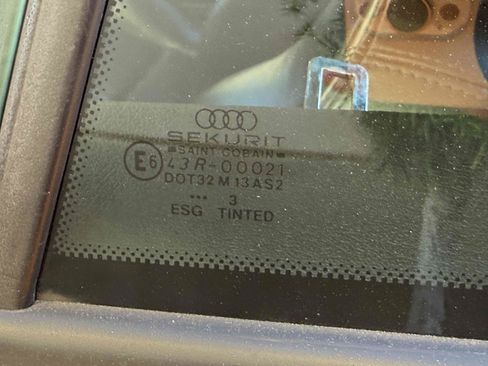 SEKURIT
SAINT-GOBAIN
E6 43R-00021
DOT32 M13AS2
... 3
ESG TINTED